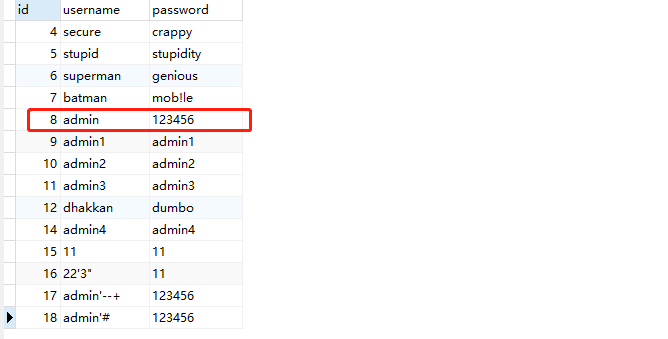 id username password
4 secure crappy
5 stupid stupidity
6 superman genious
7 batman mob!le
8 admin 123456
9 admin1 admin1
10 admin2 admin2
11 admin3 admin3
12 dhakkan dumbo
14 admin4 admin4
15 11 11
16 22'3" 11
17 admin'--+ 123456
18 admin'# 123456